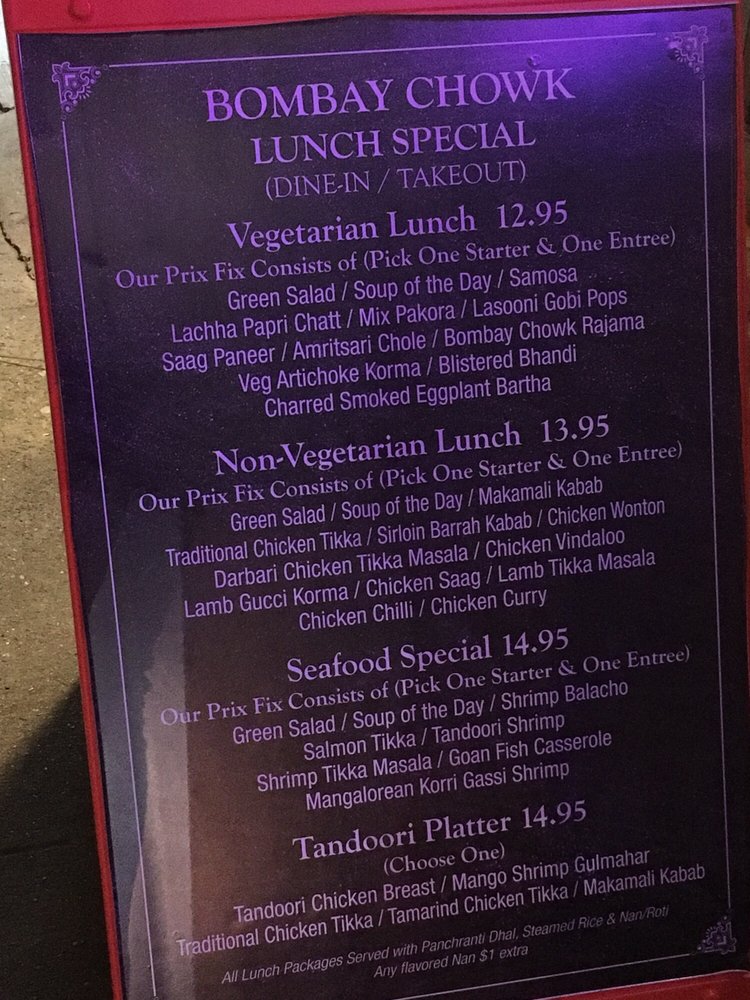 BOMBAY CHOWK
LUNCH SPECIAL
(DINE-IN / TAKEOUT)
Vegetarian Lunch 12.95
Our Prix Fix Consists of (Pick One Starter & One Entree)
Green Salad / Soup of the Day / Samosa
Lachha Papri Chatt / Mix Pakora / Lasooni Gobi Pops
Saag Paneer / Amritsari Chole / Bombay Chowk Rajama
Veg Artichoke Korma / Blistered Bhandi
Charred Smoked Eggplant Bartha
Non-Vegetarian Lunch 13.95
Our Prix Fix Consists of (Pick One Starter & One Entree)
Green Salad / Soup of the Day / Makamali Kabab
Traditional Chicken Tikka / Sirloin Barrah Kabab / Chicken Wonton
Darbari Chicken Tikka Masala / Chicken Vindaloo
Lamb Gucci Korma / Chicken Saag / Lamb Tikka Masala
Chicken Chilli / Chicken Curry
Seafood Special 14.95
Our Prix Fix Consists of (Pick One Starter & One Entree)
Green Salad / Soup of the Day / Shrimp Balacho
Salmon Tikka / Tandoori Shrimp
Shrimp Tikka Masala / Goan Fish Casserole
Mangalorean Korri Gassi Shrimp
Tandoori Platter 14.95
(Choose One)
Tandoori Chicken Breast / Mango Shrimp Gulmahar
Traditional Chicken Tikka / Tamarind Chicken Tikka / Makamali Kabab
All Lunch Packages Served with Panchranti Dhal, Steamed Rice & Nan/Roti
Any flavored Nan $1 extra